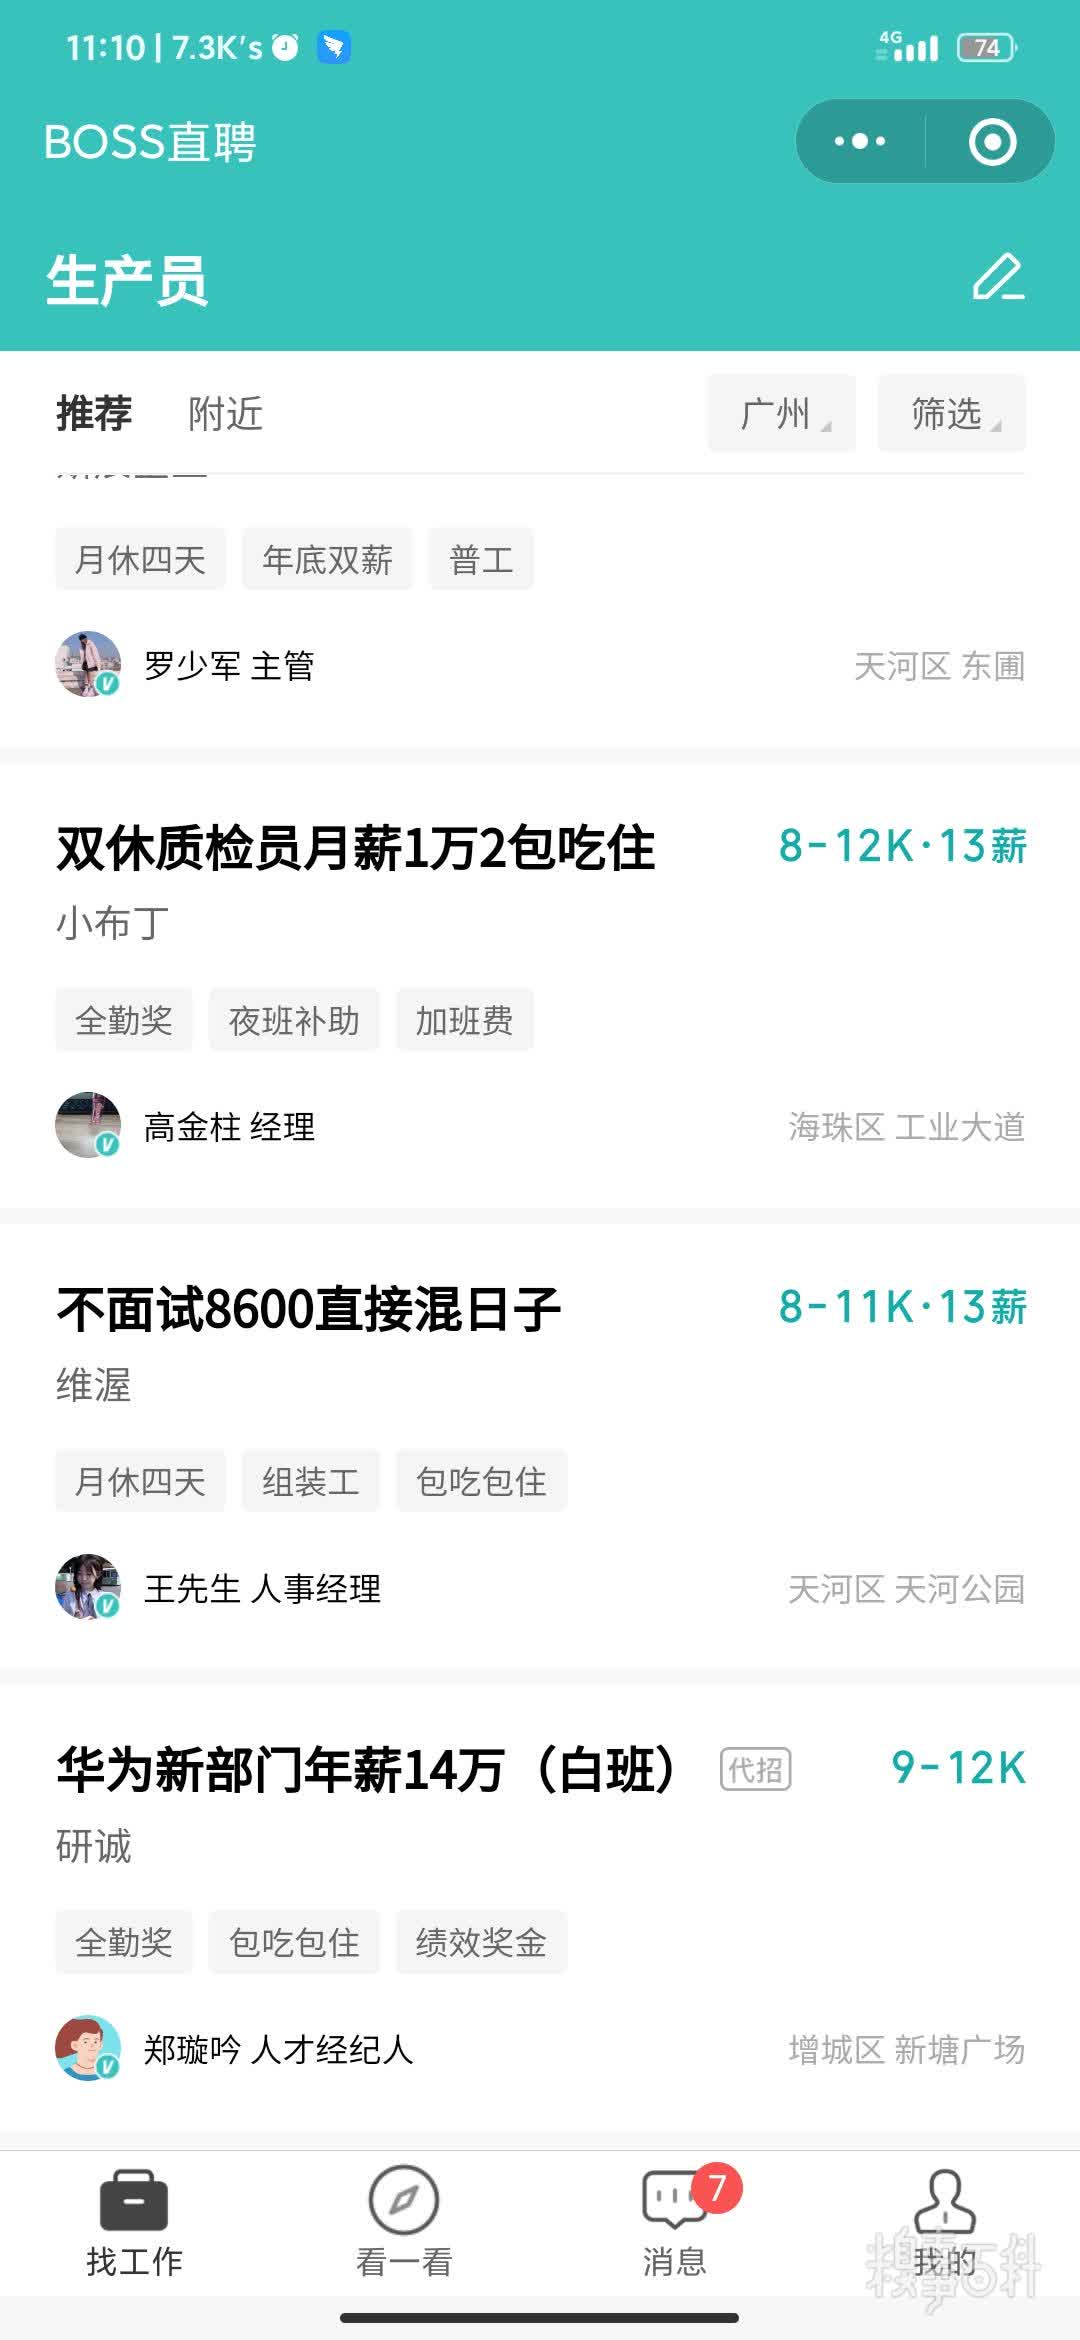 11:10 | 7.3K's
4G
74
BOSS直聘
生产员
推荐 附近 广州 筛选
月休四天 年底双薪 普工
罗少军 主管 天河区 东圃
双休质检员月薪1万2包吃住 8-12K·13薪
小布丁
全勤奖 夜班补助 加班费
高金柱 经理 海珠区 工业大道
不面试8600直接混日子 8-11K·13薪
维渥
月休四天 组装工 包吃包住
王先生 人事经理 天河区 天河公园
华为新部门年薪14万（白班） 代招 9-12K
研诚
全勤奖 包吃包住 绩效奖金
郑璇吟 人才经纪人 增城区 新塘广场
7
找工作 看一看 消息 我的
糗事百科